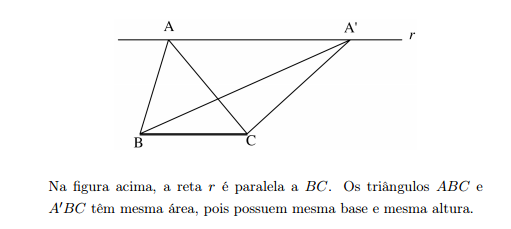 A
A'
r
B
C
Na figura acima, a reta r é paralela a BC. Os triângulos ABC e
A'BC têm mesma área, pois possuem mesma base e mesma altura.